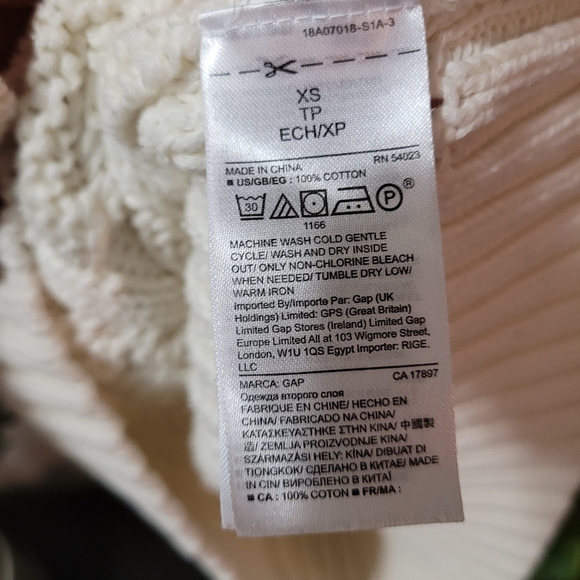 18A07018-S1A-3
XS
TP
ECH/XP
MADE IN CHINA RN 54023
■ US/GB/EG : 100% COTTON
30 P ®
1166
MACHINE WASH COLD GENTLE
CYCLE/ WASH AND DRY INSIDE
OUT/ ONLY NON-CHLORINE BLEACH
WHEN NEEDED/ TUMBLE DRY LOW/
WARM IRON
Imported By/Importe Par: Gap (UK
Holdings) Limited: GPS (Great Britain)
Limited Gap Stores (Ireland) Limited Gap
Europe Limited All at 103 Wigmore Street,
London, W1U 1QS Egypt Importer: RIGE,
LLC
MARCA: GAP CA 17897
Одежда второго слоя
FABRIQUE EN CHINE/ HECHO EN
CHINA/ FABRICADO NA CHINA/
ΚΑΤΑΣΚΕΥΑΣΤΗΚΕ ΣΤΗΝ ΚΙΝΑ/ 中國製
造/ ZEMLJA PROIZVODNJE KINA/
SZÁRMAZÁSI HELY: KÍNA/ DIBUAT DI
TIONGKOK/ СДЕЛАНО В КИТАЕ/ MADE
IN CIN/ ВИРОБЛЕНО В КИТАЇ
■ CA : 100% COTON ■ FR/MA :